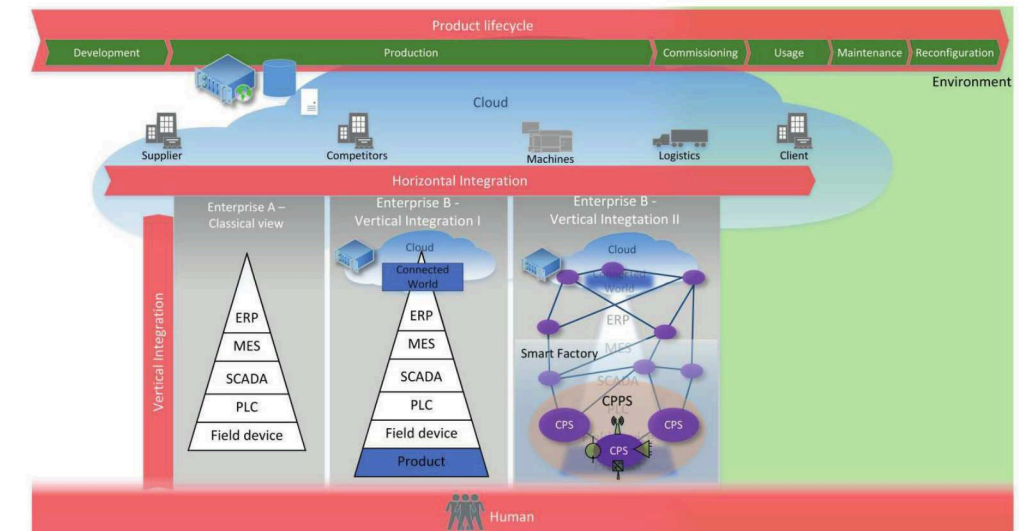 Product lifecycle
Development
Production
Commissioning
Usage
Maintenance
Reconfiguration
Environment
Cloud
Supplier
Competitors
Machines
Logistics
Client
Horizontal Integration
Vertical Integration
Enterprise A –
Classical view
ERP
MES
SCADA
PLC
Field device
Enterprise B -
Vertical Integration I
Cloud
Connected
World
ERP
MES
SCADA
PLC
Field device
Product
Enterprise B -
Vertical Integtation II
Cloud
Connected
World
ERP
MES
Smart Factory
SCADA
CPPS
PLC
CPS
CPS
CPS
Human